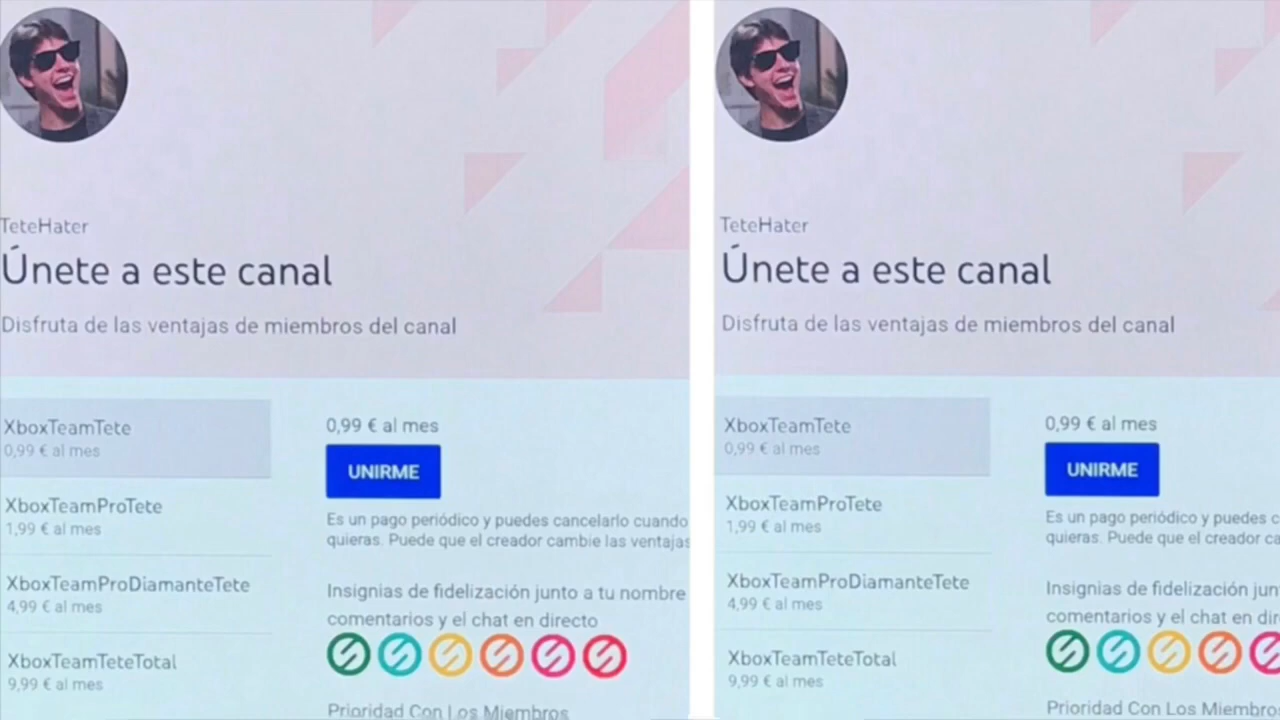 TeteHater
Únete a este canal
Disfruta de las ventajas de miembros del canal
XboxTeamTete
0,99 € al mes
XboxTeamProTete
1,99 € al mes
XboxTeamProDiamanteTete
4,99 € al mes
XboxTeamTeteTotal
9,99 € al mes
0,99 € al mes
UNIRME
Es un pago periódico y puedes cancelarlo cuando
quieras. Puede que el creador cambie las ventajas
Insignias de fidelización junto a tu nombre
comentarios y el chat en directo
Prioridad Con Los Miembros
TeteHater
Únete a este canal
Disfruta de las ventajas de miembros del canal
XboxTeamTete
0,99 € al mes
XboxTeamProTete
1,99 € al mes
XboxTeamProDiamanteTete
4,99 € al mes
XboxTeamTeteTotal
9,99 € al mes
0,99 € al mes
UNIRME
Es un pago periódico y puedes c
quieras. Puede que el creador ca
Insignias de fidelización jun
comentarios y el chat en dir
Prioridad Con Los Miembros